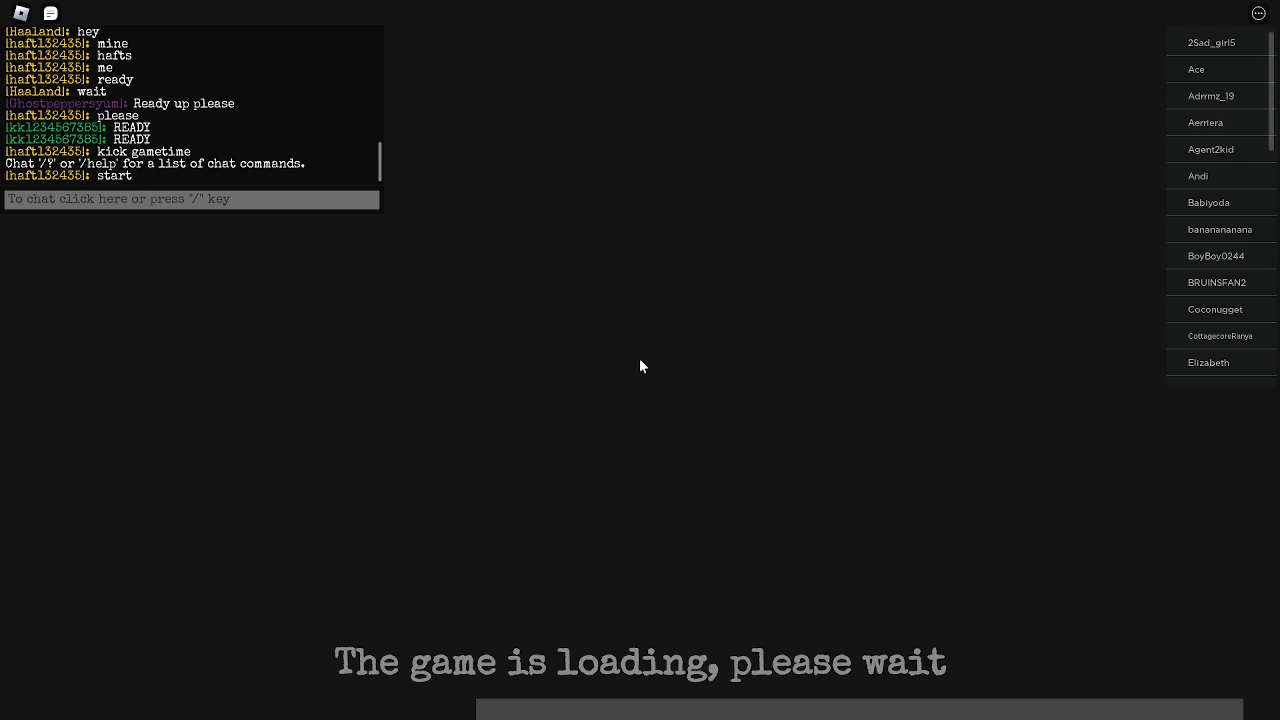 [Haaland]: hey
[haft132435]: mine
[haft132435]: hafts
[haft132435]: me
[haft132435]: ready
[Haaland]: wait
[Ghostpeppersyum]: Ready up please
[haft132435]: please
[kk1234567385]: READY
[kk1234567385]: READY
[haft132435]: kick gametime
Chat '/?' or '/help' for a list of chat commands.
[haft132435]: start
To chat click here or press "/" key
2Sad_girl5
Ace
Adrrmz_19
Aerriera
Agent2kid
Andi
Babiyoda
banananana
BoyBoy0244
BRUINSFAN2
Coconugget
CottagecoreRanya
Elizabeth
The game is loading, please wait